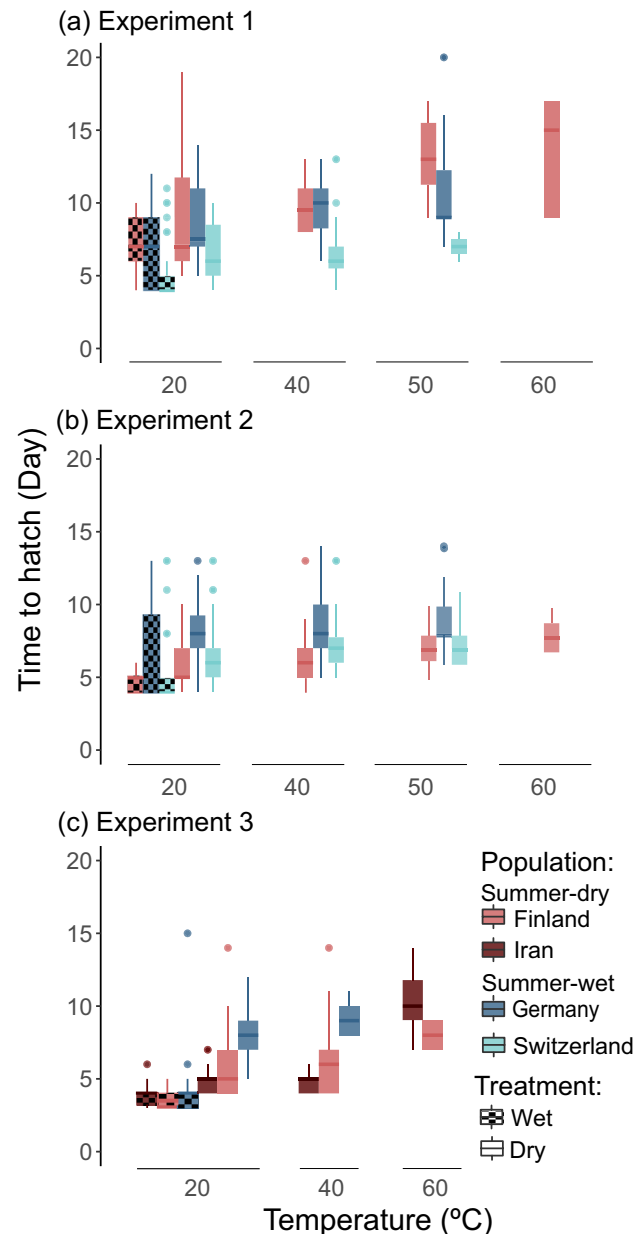 (a) Experiment 1
20
15
10
5
0
20 40 50 60
(b) Experiment 2
20
15
10
5
0
20 40 50 60
(c) Experiment 3
20
15
10
5
0
20 40 60
Time to hatch (Day)
Temperature (ºC)
Population:
Summer-dry
Finland
Iran
Summer-wet
Germany
Switzerland
Treatment:
Wet
Dry